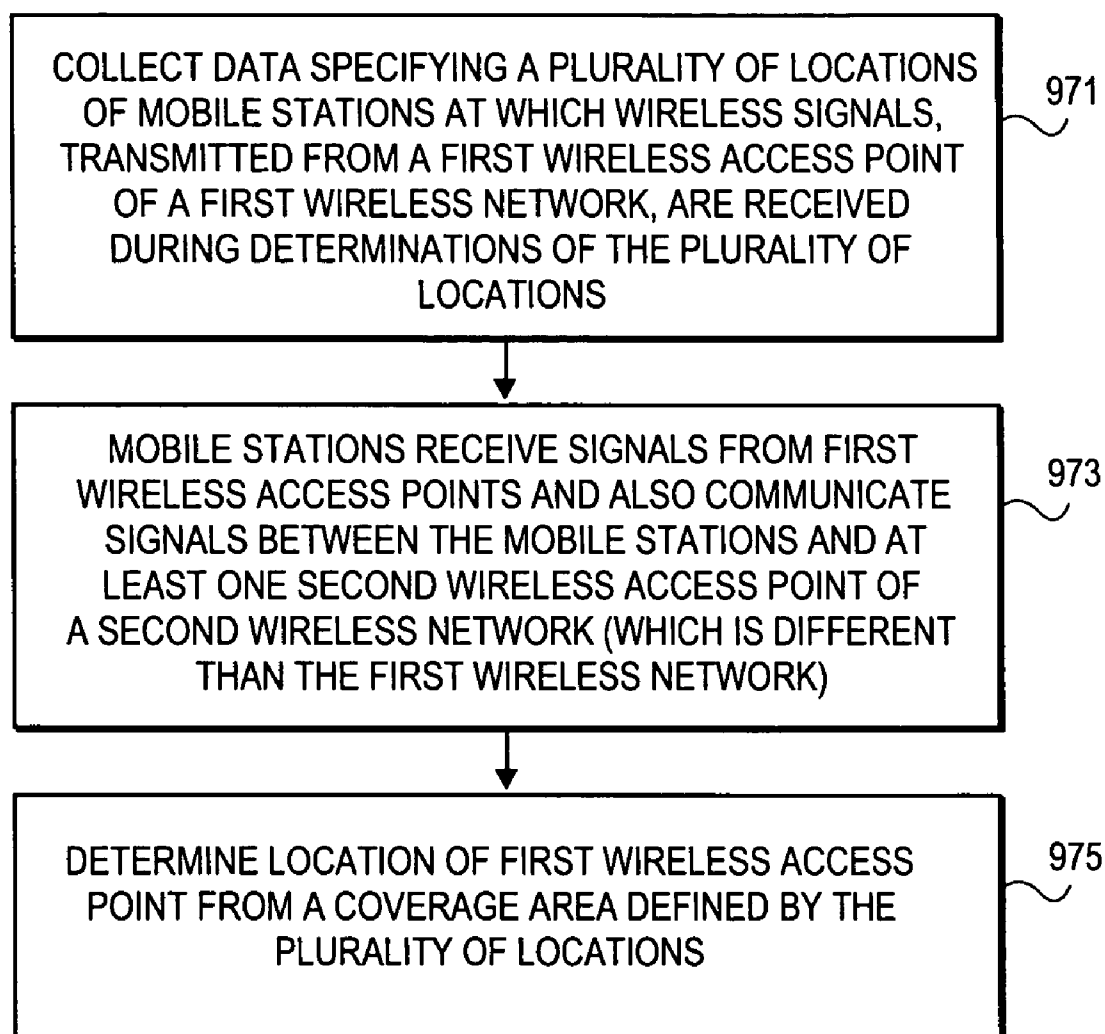 COLLECT DATA SPECIFYING A PLURALITY OF LOCATIONS
OF MOBILE STATIONS AT WHICH WIRELESS SIGNALS,
TRANSMITTED FROM A FIRST WIRELESS ACCESS POINT
OF A FIRST WIRELESS NETWORK, ARE RECEIVED
DURING DETERMINATIONS OF THE PLURALITY OF
LOCATIONS
971
MOBILE STATIONS RECEIVE SIGNALS FROM FIRST
WIRELESS ACCESS POINTS AND ALSO COMMUNICATE
SIGNALS BETWEEN THE MOBILE STATIONS AND AT
LEAST ONE SECOND WIRELESS ACCESS POINT OF
A SECOND WIRELESS NETWORK (WHICH IS DIFFERENT
THAN THE FIRST WIRELESS NETWORK)
973
DETERMINE LOCATION OF FIRST WIRELESS ACCESS
POINT FROM A COVERAGE AREA DEFINED BY THE
PLURALITY OF LOCATIONS
975